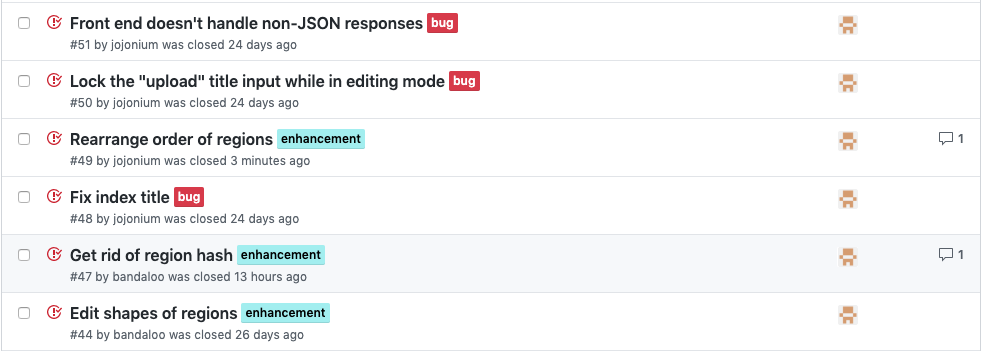 Front end doesn't handle non-JSON responses bug
#51 by jojonium was closed 24 days ago
Lock the "upload" title input while in editing mode bug
#50 by jojonium was closed 24 days ago
Rearrange order of regions enhancement 1
#49 by jojonium was closed 3 minutes ago
Fix index title bug
#48 by jojonium was closed 24 days ago
Get rid of region hash enhancement 1
#47 by bandaloo was closed 13 hours ago
Edit shapes of regions enhancement
#44 by bandaloo was closed 26 days ago